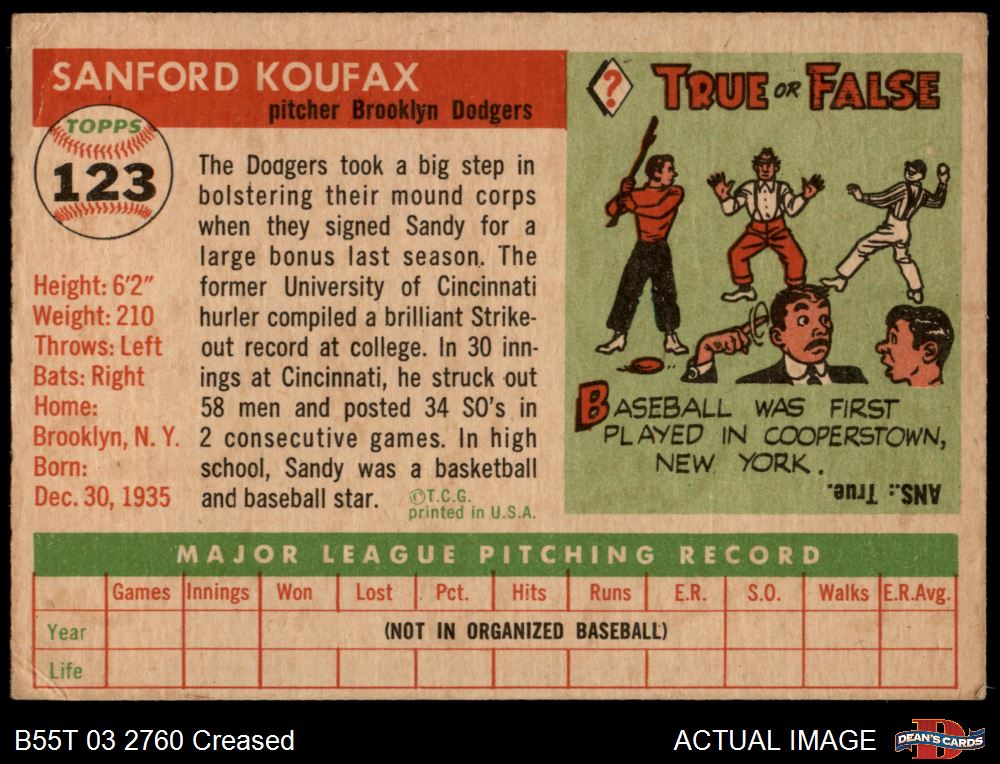 SANFORD KOUFAX
pitcher Brooklyn Dodgers
TOPPS
123
Height: 6'2"
Weight: 210
Throws: Left
Bats: Right
Home:
Brooklyn, N. Y.
Born:
Dec. 30, 1935
The Dodgers took a big step in
bolstering their mound corps
when they signed Sandy for a
large bonus last season. The
former University of Cincinnati
hurler compiled a brilliant Strike-
out record at college. In 30 inn-
ings at Cincinnati, he struck out
58 men and posted 34 SO's in
2 consecutive games. In high
school, Sandy was a basketball
and baseball star.
©T.C.G.
printed in U.S.A.
?
TRUE OR FALSE
BASEBALL WAS FIRST
PLAYED IN COOPERSTOWN,
NEW YORK.
ANS.: True.
MAJOR LEAGUE PITCHING RECORD
Games Innings Won Lost Pct. Hits Runs E.R. S.O. Walks E.R.Avg.
Year (NOT IN ORGANIZED BASEBALL)
Life
B55T 03 2760 Creased
ACTUAL IMAGE
D
DEAN'S CARDS